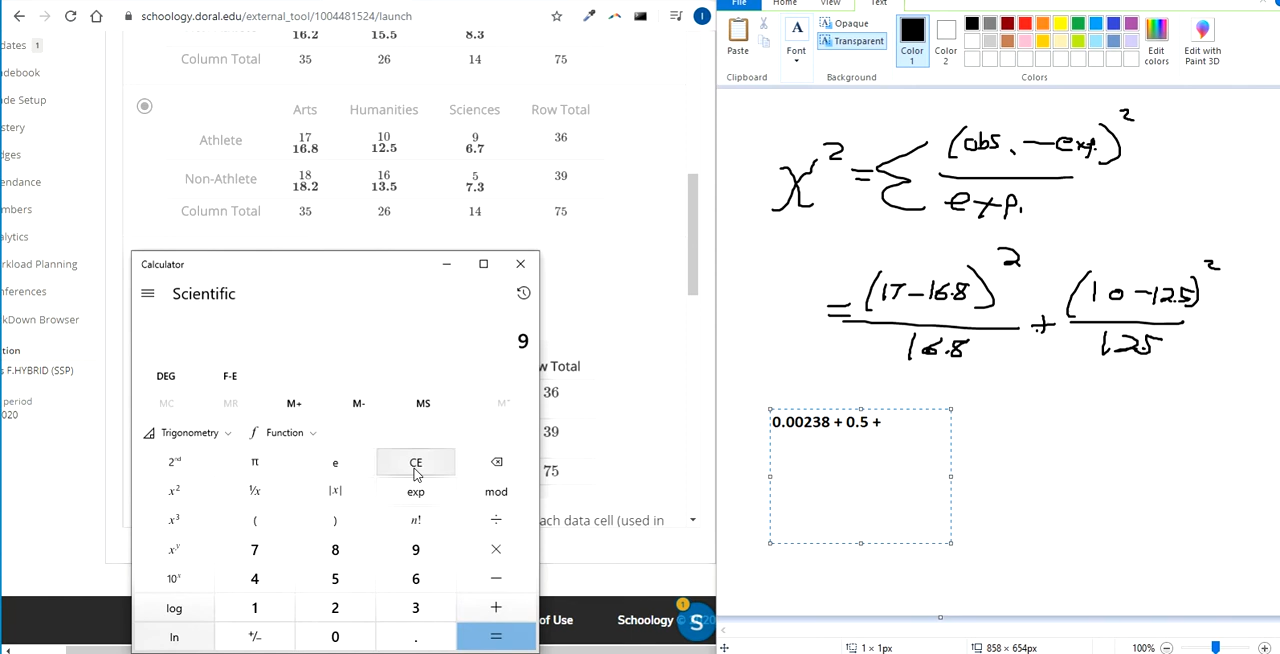 schoology.doral.edu/external_tool/1004481524/launch
I
dates 1
adebook
ade Setup
stery
dges
endance
mbers
alytics
rkload Planning
nferences
kDown Browser
tion
s F.HYBRID (SSP)
period
020
16.2 15.5 8.3
Column Total 35 26 14 75
Arts Humanities Sciences Row Total
Athlete 17 10 9 36
16.8 12.5 6.7
Non-Athlete 18 16 5 39
18.2 13.5 7.3
Column Total 35 26 14 75
w Total
36
39
75
ach data cell (used in
of Use Schoology © 2020
1
S
Calculator
Scientific
9
DEG F-E
MC MR M+ M- MS M˅
Trigonometry Function
2ⁿᵈ π e CE
x² ¹/x |x| exp mod
x³ ( ) n! ÷
xʸ 7 8 9 ×
10ˣ 4 5 6 −
log 1 2 3 +
ln +/− 0 . =
File Home View Text
Paste
Clipboard
A
Font
Opaque
Transparent
Background
Color 1
Color 2
Edit colors
Edit with Paint 3D
Colors
X² = Σ (obs. — exp.)² / exp.
= (17 − 16.8)² / 16.8 + (10 − 12.5)² / 12.5
0.00238 + 0.5 +
1 × 1px
858 × 654px
100%